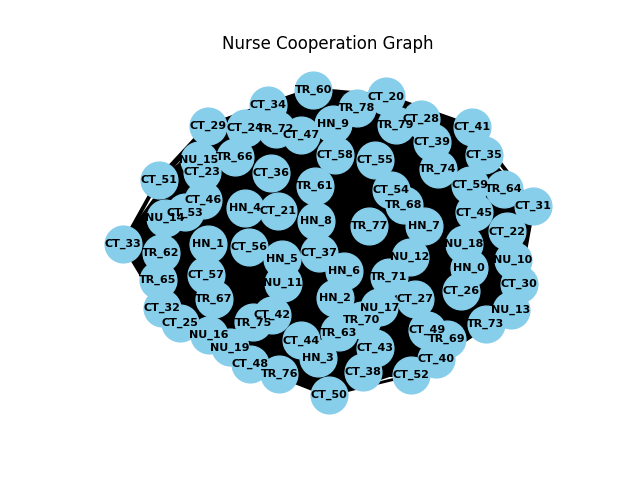 Nurse Cooperation Graph
TR_60
CT_20
CT_34
TR_78
CT_28
CT_29
CT_24
TR_72
CT_47
HN_9
TR_79
CT_41
CT_39
NU_15
TR_66
CT_58
CT_55
CT_35
CT_23
CT_36
TR_74
CT_51
TR_61
CT_54
CT_59
TR_64
CT_46
HN_4
CT_21
TR_68
CT_31
NU_14
CT_53
HN_8
TR_77
HN_7
CT_45
CT_22
CT_33
HN_1
CT_56
NU_18
TR_62
HN_5
CT_37
NU_12
NU_10
CT_57
HN_6
HN_0
TR_65
NU_11
TR_71
CT_26
CT_30
TR_67
HN_2
CT_27
CT_32
NU_17
NU_13
CT_25
TR_75
CT_42
TR_70
TR_73
NU_16
TR_63
CT_49
TR_69
NU_19
CT_44
CT_43
CT_48
HN_3
CT_40
TR_76
CT_38
CT_52
CT_50